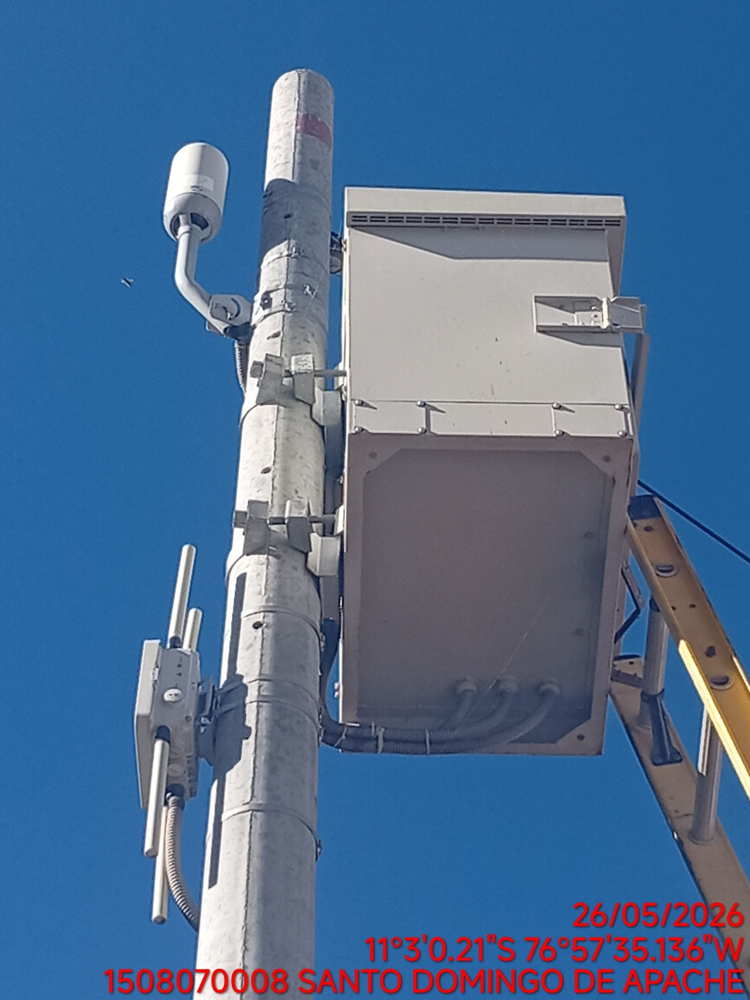 26/05/2026
11°3'0.21"S 76°57'35.136"W
1508070008 SANTO DOMINGO DE APACHE